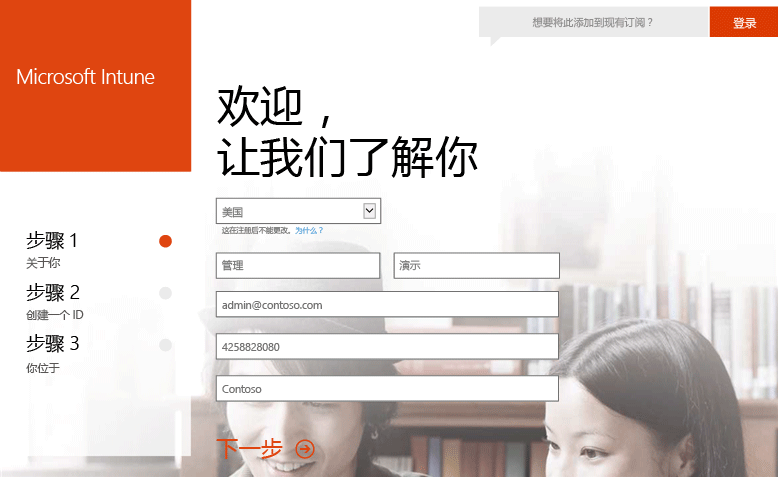 想要将此添加到现有订阅？
登录
Microsoft Intune
欢迎，
让我们了解你
美国
这在注册后不能更改。为什么？
步骤 1
关于你
管理
演示
步骤 2
创建一个 ID
admin@contoso.com
步骤 3
你位于
4258828080
Contoso
下一步